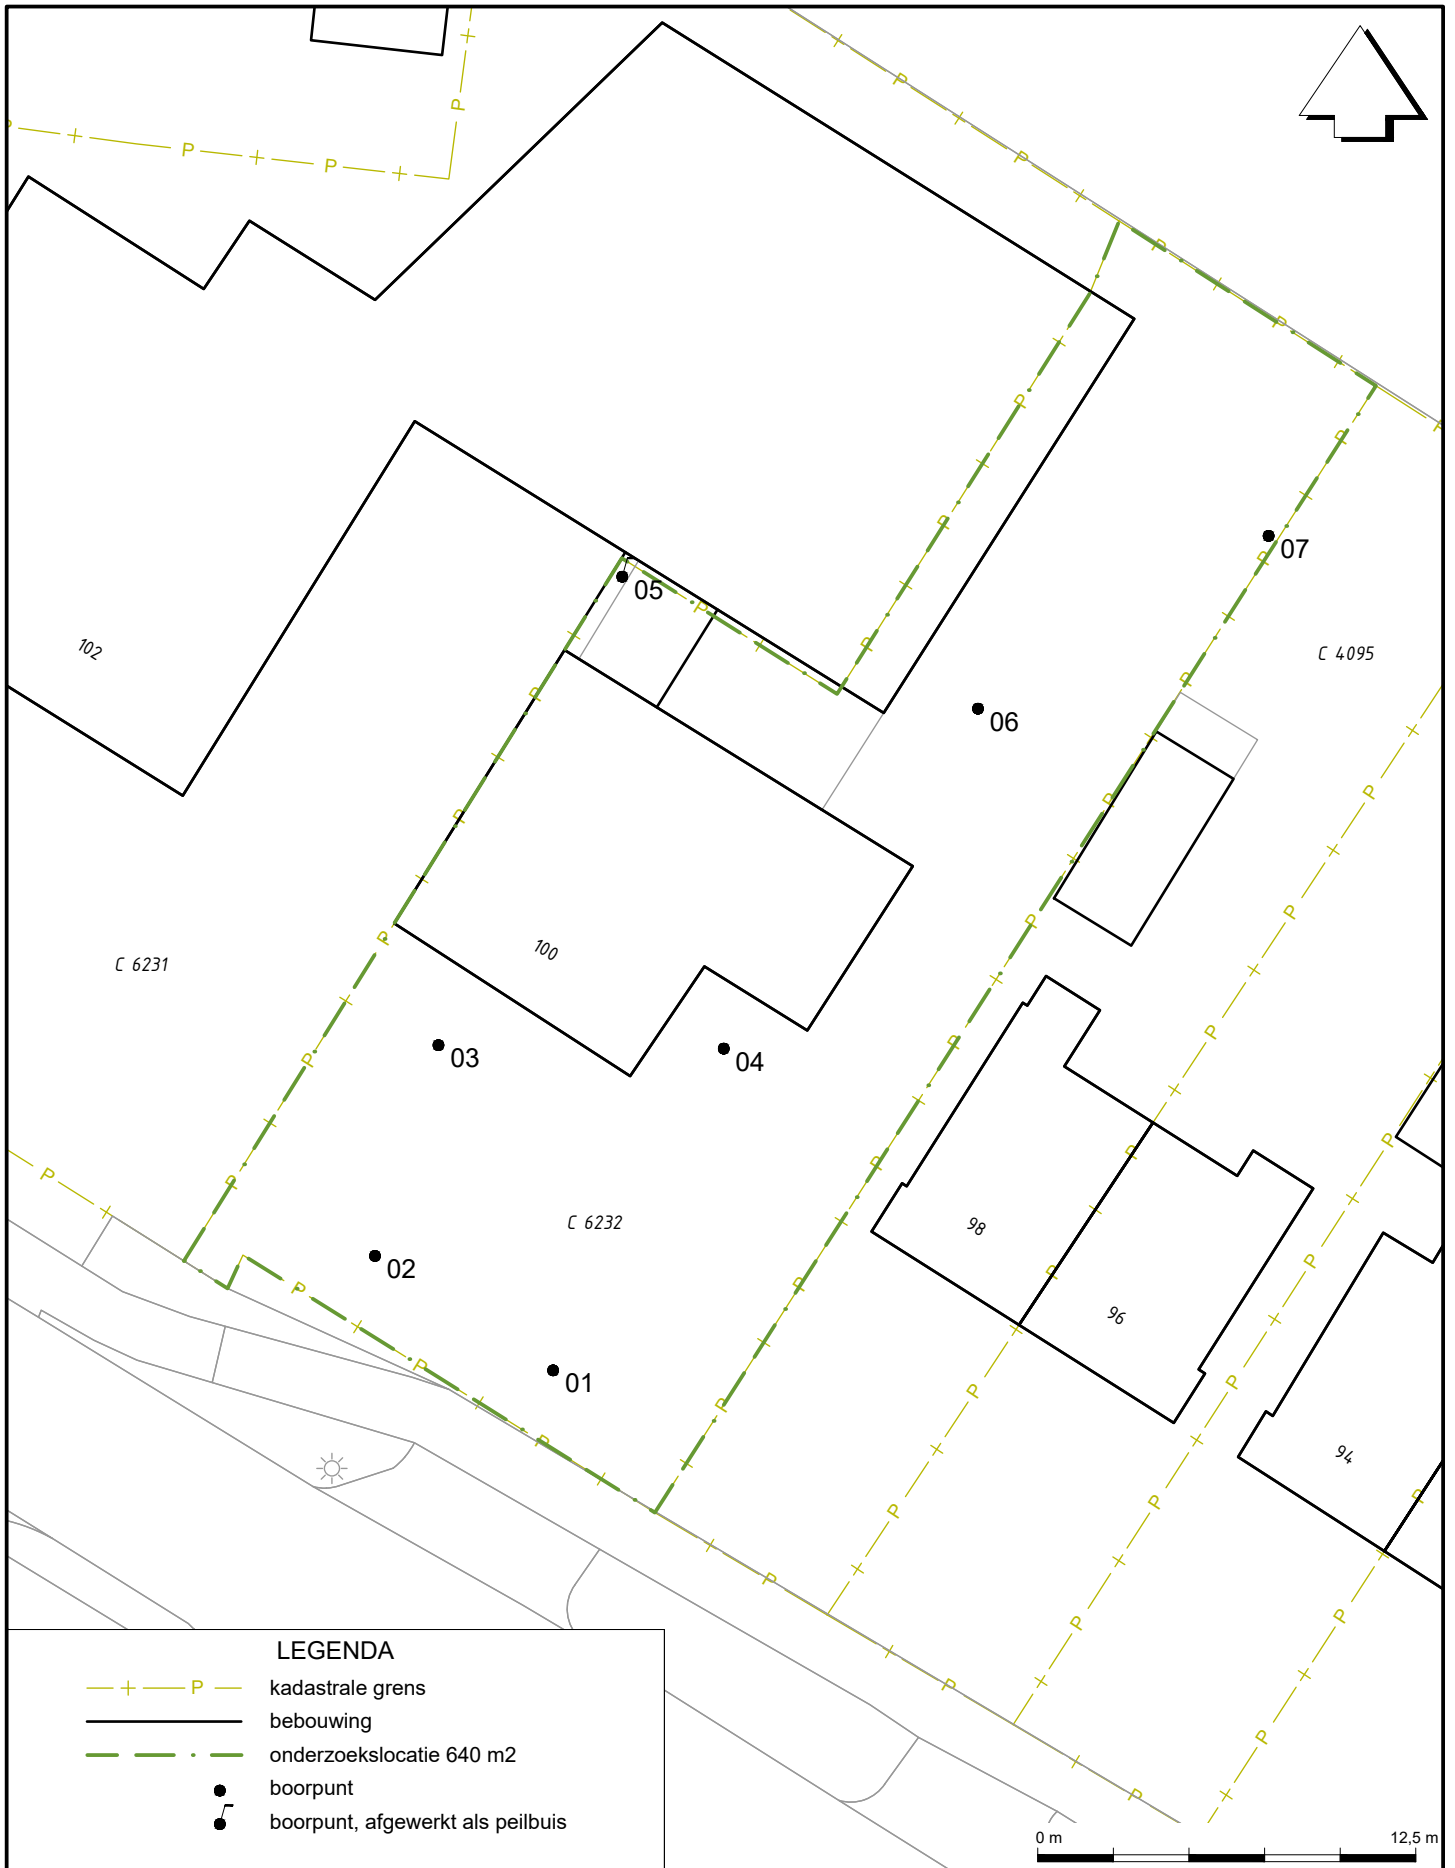 05
07
102
C 4095
06
100
C 6231
03
04
C 6232
98
02
96
01
94
LEGENDA
P kadastrale grens
bebouwing
onderzoekslocatie 640 m2
boorpunt
boorpunt, afgewerkt als peilbuis
0 m 12,5 m